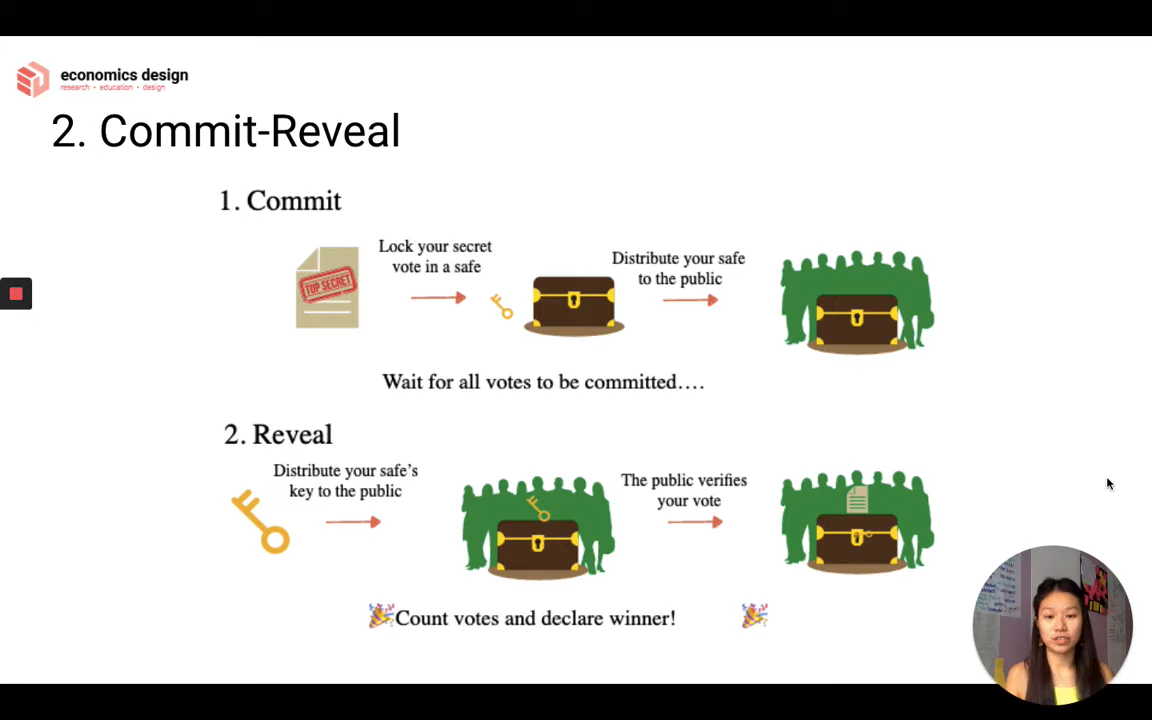 economics design
research • education • design
2. Commit-Reveal
1. Commit
Lock your secret
vote in a safe
Distribute your safe
to the public
TOP SECRET
Wait for all votes to be committed….
2. Reveal
Distribute your safe's
key to the public
The public verifies
your vote
Count votes and declare winner!